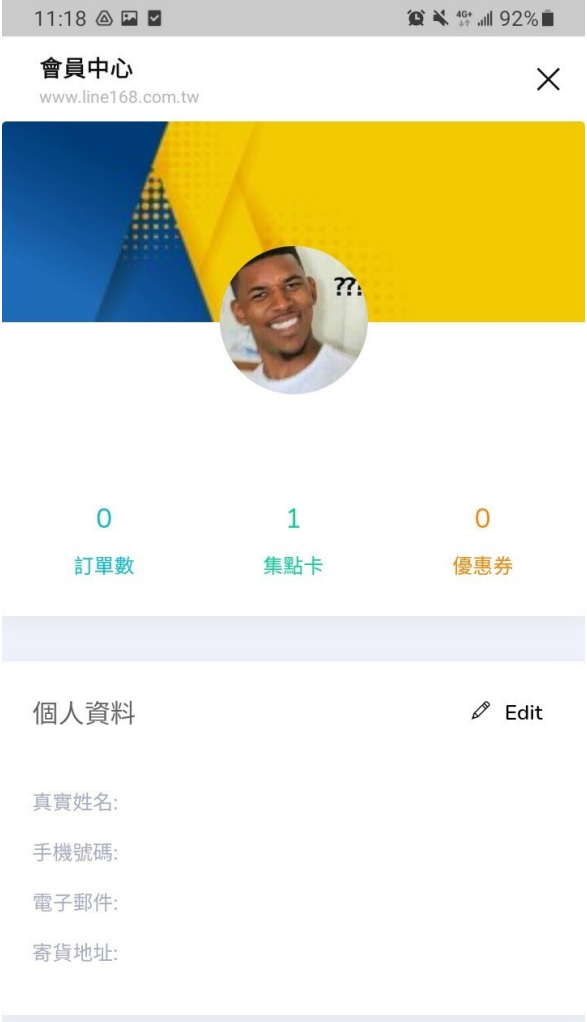 11:18 4G+ 92%
會員中心
www.line168.com.tw
???
0 1 0
訂單數 集點卡 優惠券
個人資料 Edit
真實姓名:
手機號碼:
電子郵件:
寄貨地址: